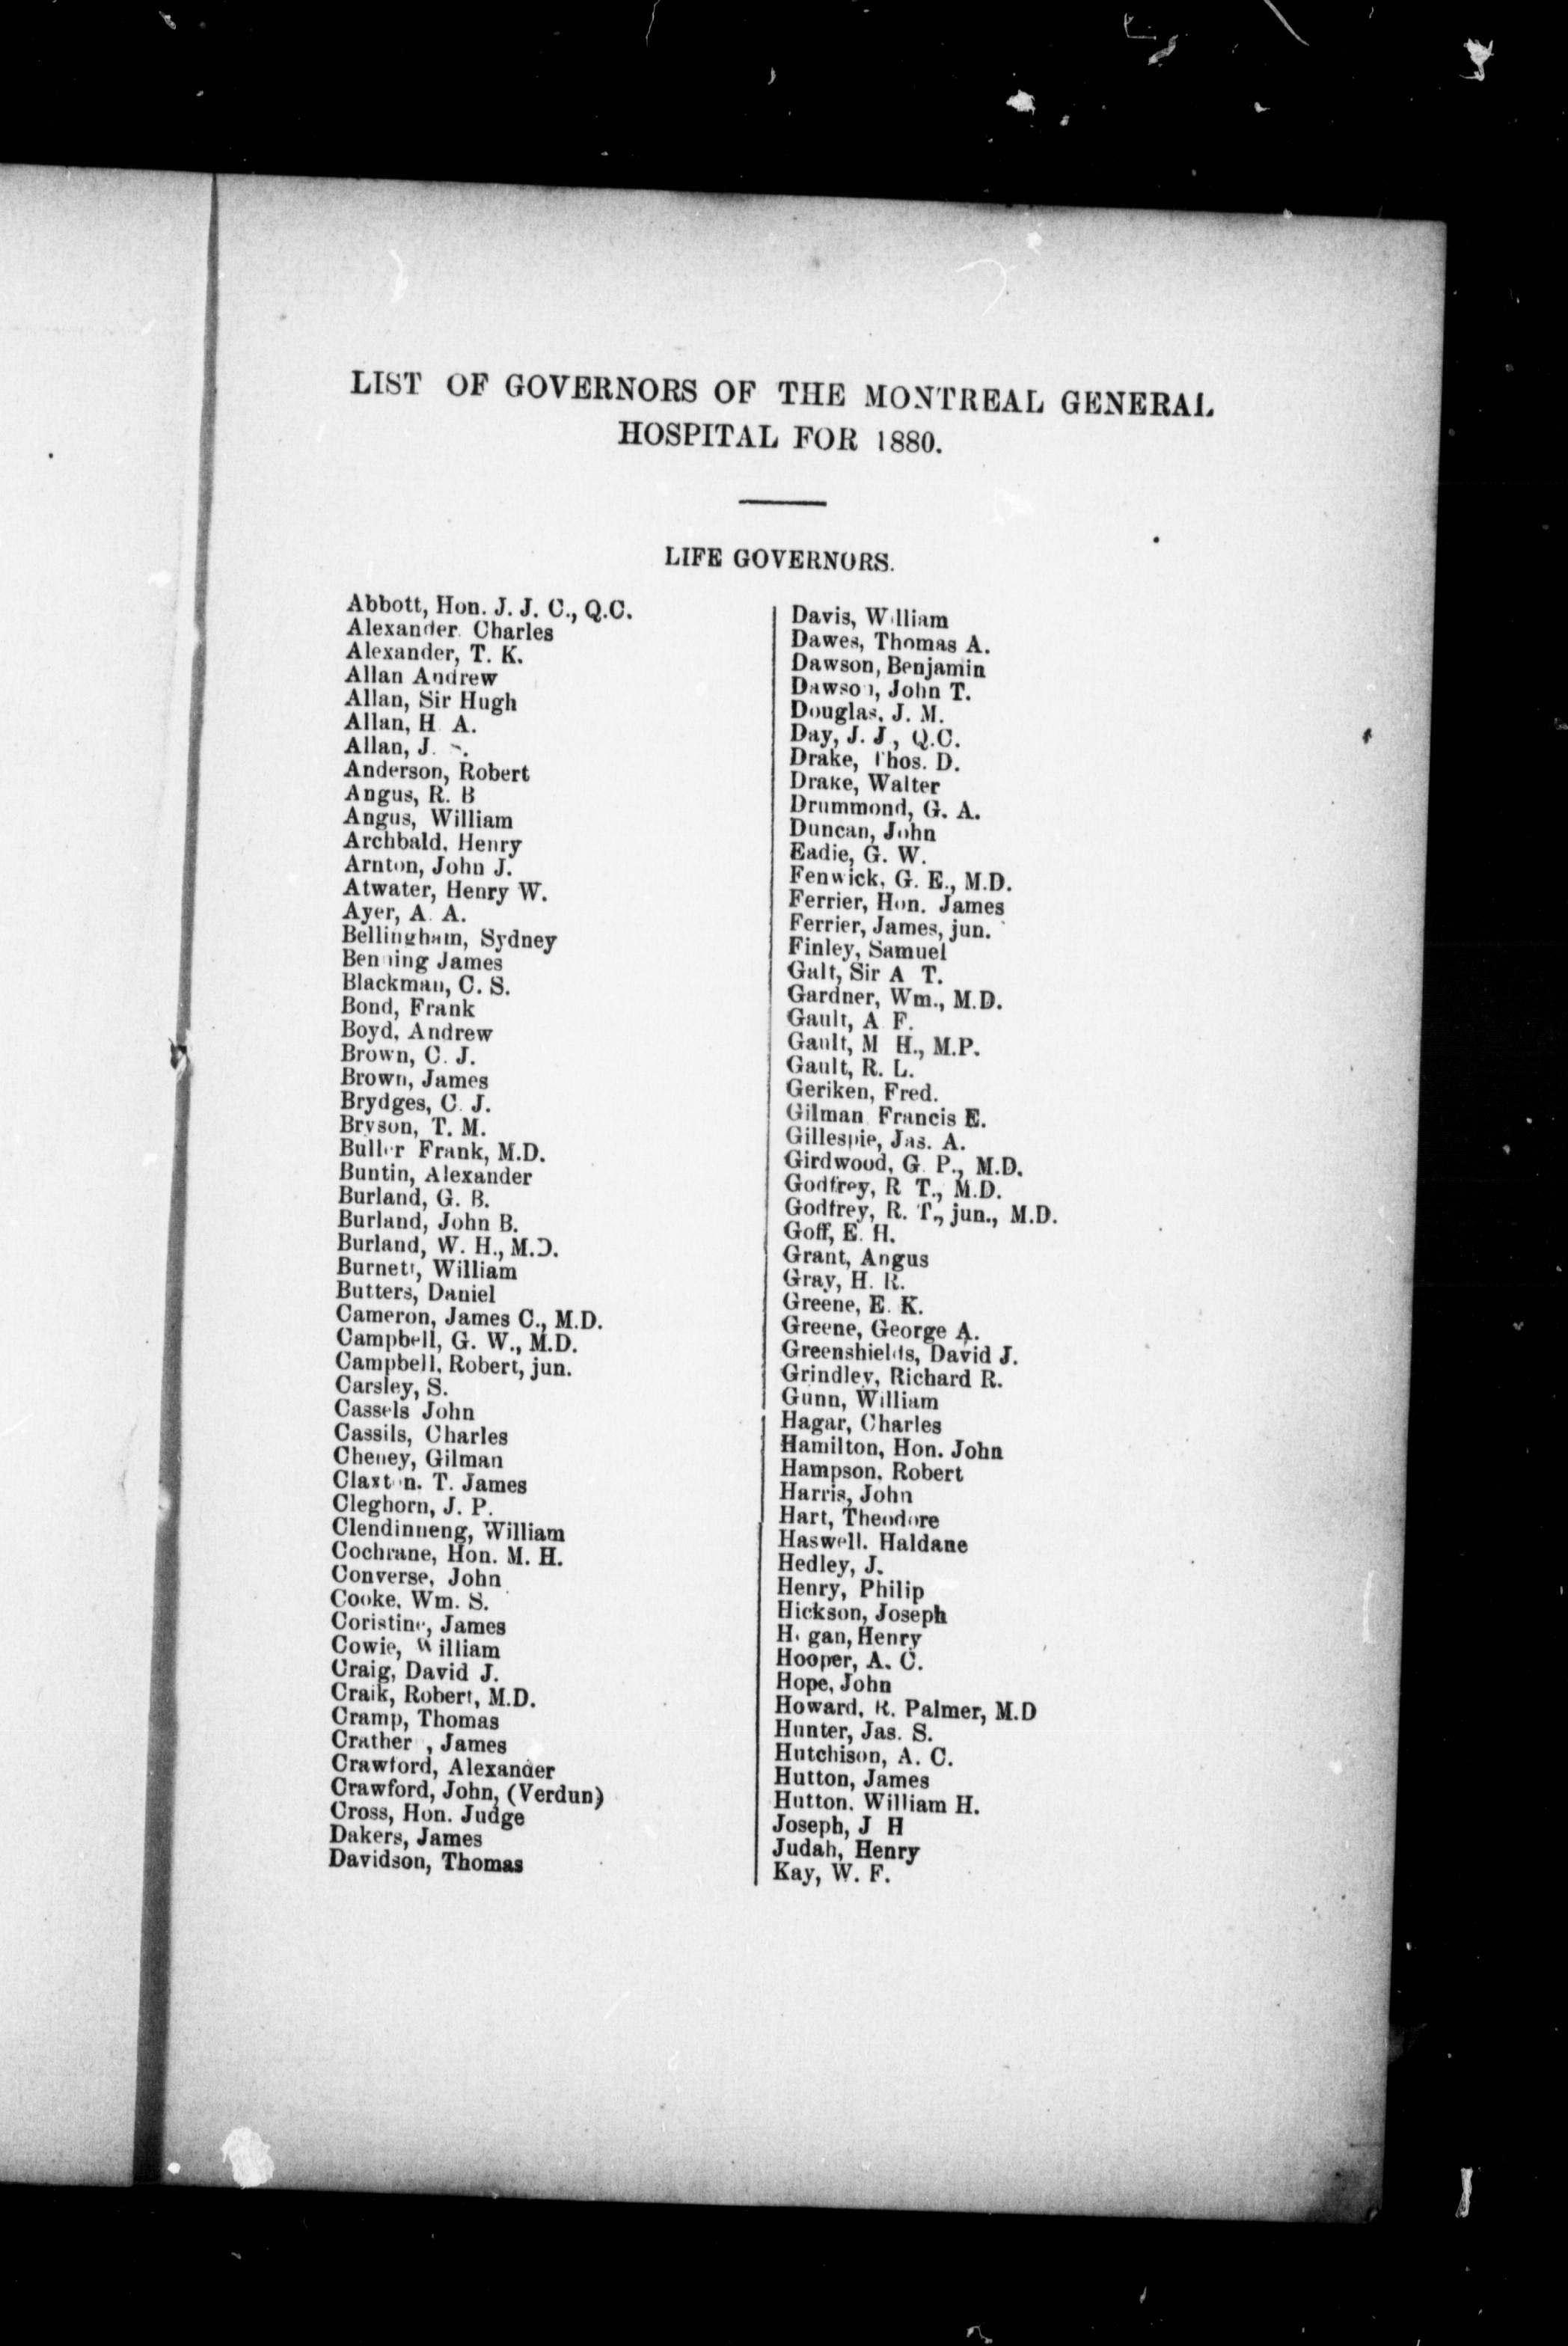 LIST OF GOVERNORS OF THE MONTREAL GENERAL
HOSPITAL FOR 1880.
LIFE GOVERNORS.
Abbott, Hon. J. J. C., Q.C.
Alexander Charles
Alexander, T. K.
Allan Andrew
Allan, Sir Hugh
Allan, H A.
Allan, J.
Anderson, Robert
Angus, R. B
Angus, William
Archbald, Henry
Arnton, John J.
Atwater, Henry W.
Ayer, A. A.
Bellingham, Sydney
Benning James
Blackman, C. S.
Bond, Frank
Boyd, Andrew
Brown, C. J.
Brown, James
Brydges, C. J.
Bryson, T. M.
Buller Frank, M.D.
Buntin, Alexander
Burland, G. B.
Burland, John B.
Burland, W. H., M.D.
Burnett, William
Butters, Daniel
Cameron, James C., M.D.
Campbell, G. W., M.D.
Campbell, Robert, jun.
Carsley, S.
Cassels John
Cassils, Charles
Cheney, Gilman
Claxton. T. James
Cleghorn, J. P.
Clendinneng, William
Cochrane, Hon. M. H.
Converse, John
Cooke, Wm. S.
Coristine, James
Cowie, William
Craig, David J.
Craik, Robert, M.D.
Cramp, Thomas
Crather , James
Crawford, Alexander
Crawford, John, (Verdun)
Cross, Hon. Judge
Dakers, James
Davidson, Thomas
Davis, William
Dawes, Thomas A.
Dawson, Benjamin
Dawson, John T.
Douglas, J. M.
Day, J. J., Q.C.
Drake, Thos. D.
Drake, Walter
Drummond, G. A.
Duncan, John
Eadie, G. W.
Fenwick, G. E., M.D.
Ferrier, Hon. James
Ferrier, James, jun.
Finley, Samuel
Galt, Sir A T.
Gardner, Wm., M.D.
Gault, A F.
Gault, M H., M.P.
Gault, R. L.
Geriken, Fred.
Gilman Francis E.
Gillespie, Jas. A.
Girdwood, G. P., M.D.
Godfrey, R T., M.D.
Godfrey, R. T., jun., M.D.
Goff, E. H.
Grant, Angus
Gray, H. R.
Greene, E. K.
Greene, George A.
Greenshields, David J.
Grindley, Richard R.
Gunn, William
Hagar, Charles
Hamilton, Hon. John
Hampson, Robert
Harris, John
Hart, Theodore
Haswell. Haldane
Hedley, J.
Henry, Philip
Hickson, Joseph
Hogan, Henry
Hooper, A. C.
Hope, John
Howard, R. Palmer, M.D
Hunter, Jas. S.
Hutchison, A. C.
Hutton, James
Hutton. William H.
Joseph, J H
Judah, Henry
Kay, W. F.